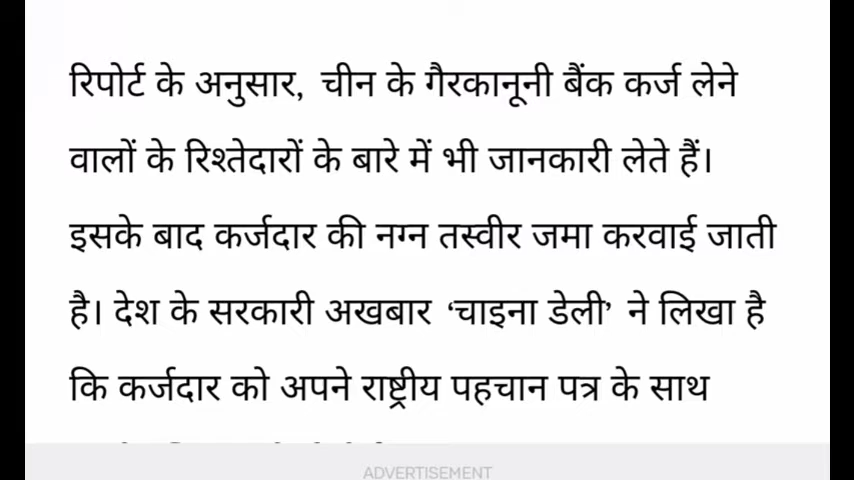 रिपोर्ट के अनुसार, चीन के गैरकानूनी बैंक कर्ज लेने
वालों के रिश्तेदारों के बारे में भी जानकारी लेते हैं।
इसके बाद कर्जदार की नग्न तस्वीर जमा करवाई जाती
है। देश के सरकारी अखबार ‘चाइना डेली’ ने लिखा है
कि कर्जदार को अपने राष्ट्रीय पहचान पत्र के साथ
ADVERTISEMENT